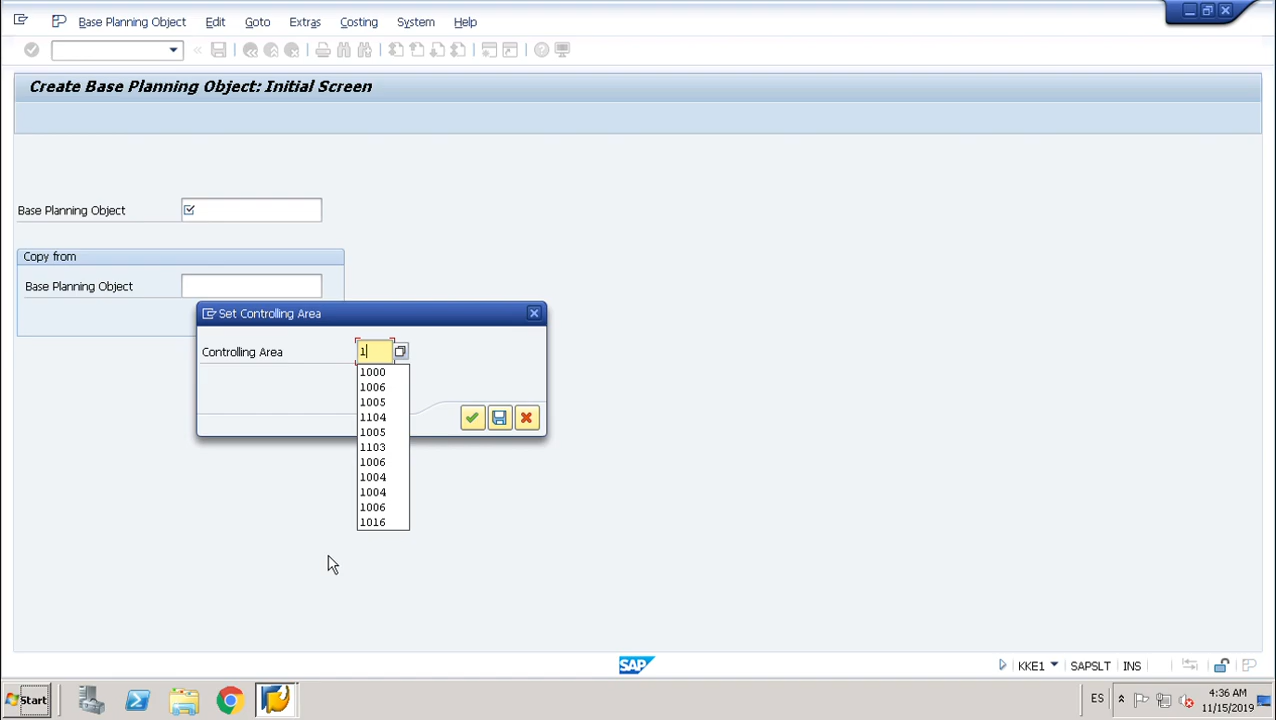 Base Planning Object Edit Goto Extras Costing System Help
Create Base Planning Object: Initial Screen
Base Planning Object
Copy from
Base Planning Object
Set Controlling Area
Controlling Area 1
1000
1006
1005
1104
1005
1103
1006
1004
1004
1006
1016
SAP KKE1 SAPSLT INS
Start ES 4:36 AM
11/15/2019